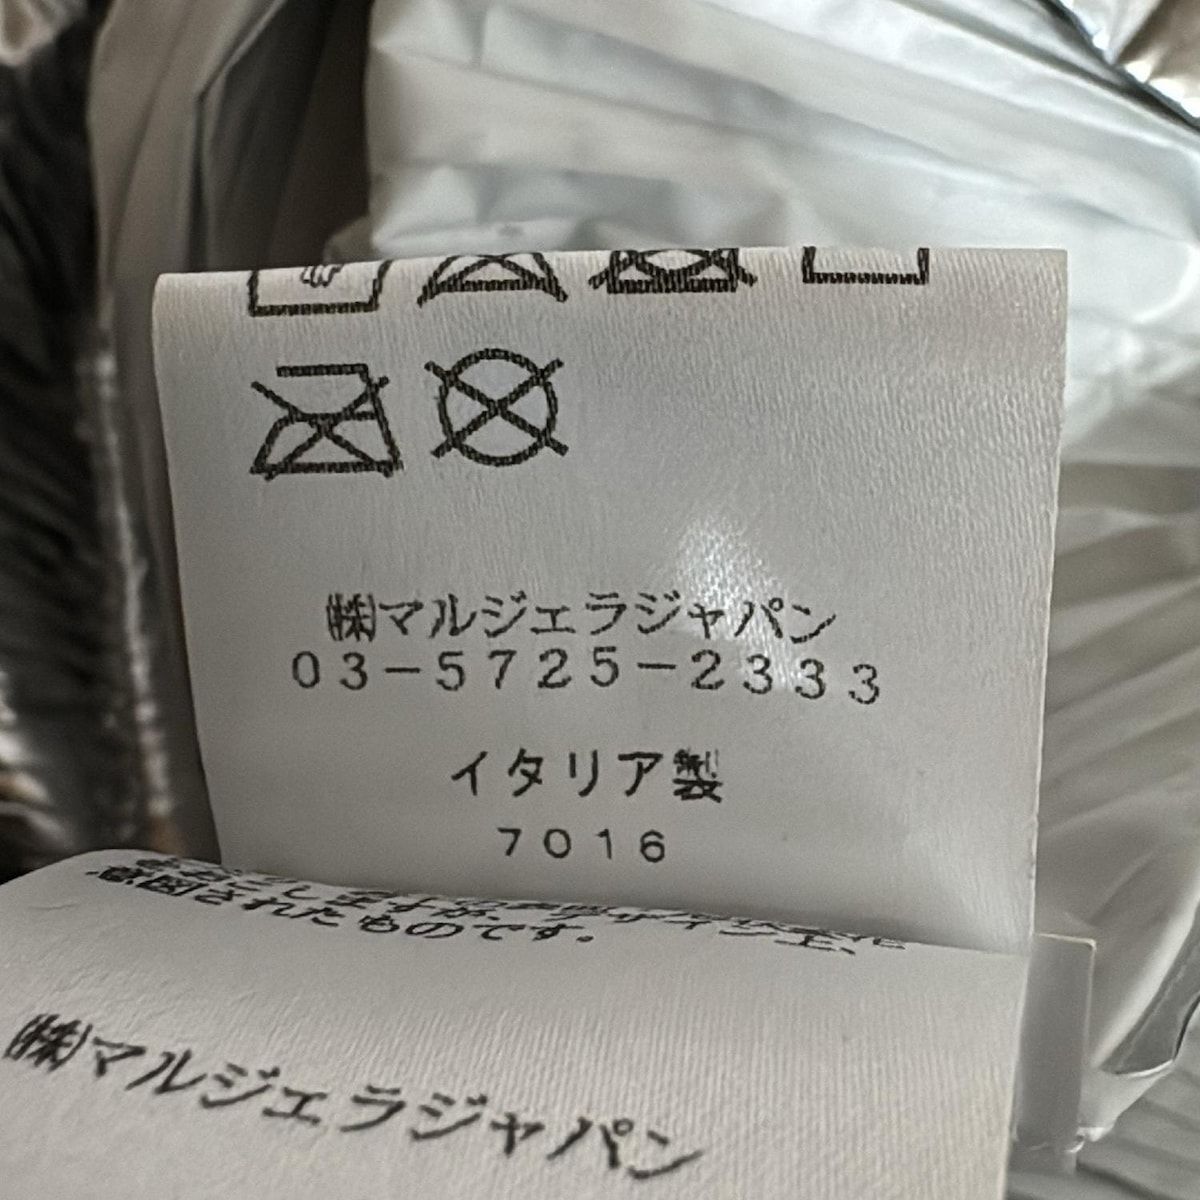 ㈱マルジェラジャパン
03-5725-2333
イタリア製
7016
意図されたものです。
㈱マルジェラジャパン